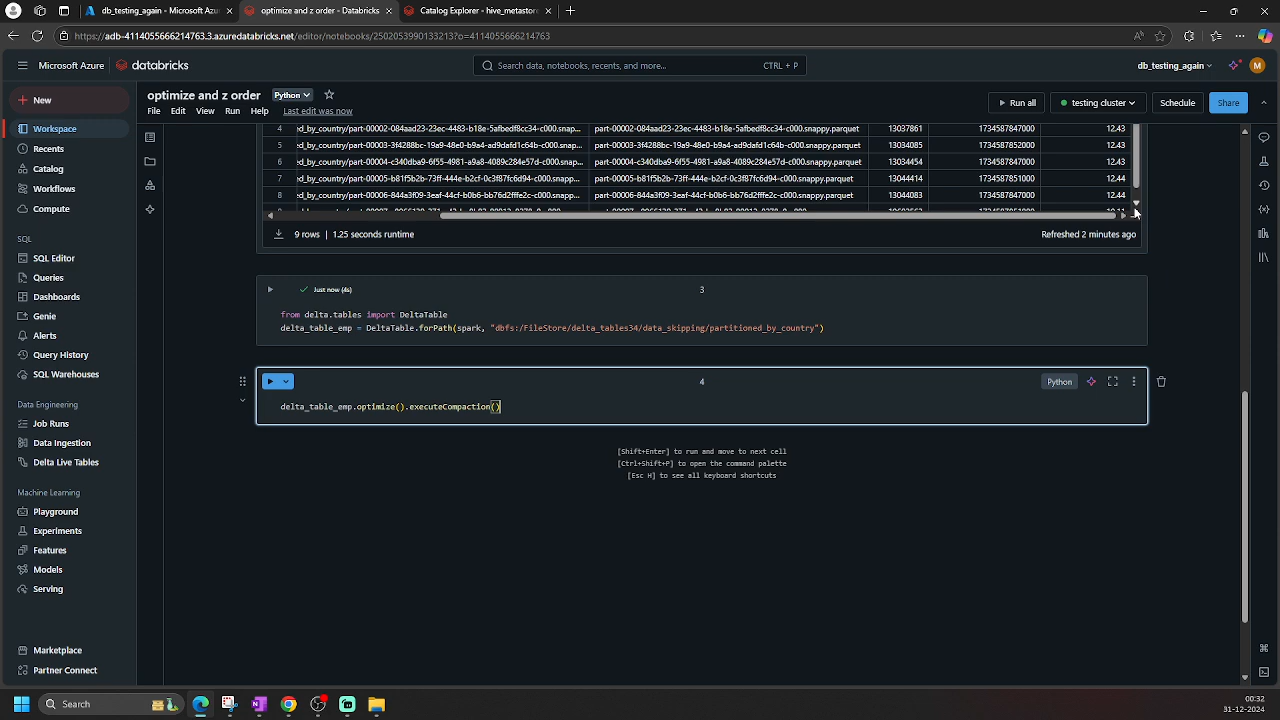 db_testing_again - Microsoft Azu
optimize and z order - Databricks
Catalog Explorer - hive_metastore
https://adb-4114055666214763.3.azuredatabricks.net/editor/notebooks/2502053990133213?o=4114055666214763
Microsoft Azure
databricks
Search data, notebooks, recents, and more...
CTRL + P
db_testing_again
M
New
Workspace
Recents
Catalog
Workflows
Compute
SQL
SQL Editor
Queries
Dashboards
Genie
Alerts
Query History
SQL Warehouses
Data Engineering
Job Runs
Data Ingestion
Delta Live Tables
Machine Learning
Playground
Experiments
Features
Models
Serving
Marketplace
Partner Connect
optimize and z order
Python
File Edit View Run Help Last edit was now
Run all
testing cluster
Schedule
Share
4 ed_by_country/part-00002-084aad23-23ec-4483-b18e-5afbedf8cc34-c000.snap... part-00002-084aad23-23ec-4483-b18e-5afbedf8cc34-c000.snappy.parquet 13037861 1734587847000 12.43
5 ed_by_country/part-00003-3f4288bc-19a9-48e0-b9a4-ad9dafd1c6bf-c000.snapp... part-00003-3f4288bc-19a9-48e0-b9a4-ad9dafd1c6bf-c000.snappy.parquet 13034085 1734587852000 12.43
6 ed_by_country/part-00004-c340dba9-6f55-4981-a9a8-4089c284e57d-c000.snap... part-00004-c340dba9-6f55-4981-a9a8-4089c284e57d-c000.snappy.parquet 13034454 1734587851000 12.43
7 ed_by_country/part-00005-b81f5b2b-73ff-444e-b2cf-0c3f87fc6d94-c000.snapp... part-00005-b81f5b2b-73ff-444e-b2cf-0c3f87fc6d94-c000.snappy.parquet 13044414 1734587852000 12.44
8 ed_by_country/part-00006-844a3f09-3eaf-44cf-b0b6-bb76d2fffe2c-c000.snapp... part-00006-844a3f09-3eaf-44cf-b0b6-bb76d2fffe2c-c000.snappy.parquet 13044083 1734587847000 12.44
9 rows | 1.25 seconds runtime
Refreshed 2 minutes ago
Just now (4s)
3
from delta.tables import DeltaTable
delta_table_emp = DeltaTable.forPath(spark, "dbfs:/FileStore/delta_tables34/data_skipping/partitioned_by_country")
4
Python
delta_table_emp.optimize().executeCompaction()
[Shift+Enter] to run and move to next cell
[Ctrl+Shift+P] to open the command palette
[Esc H] to see all keyboard shortcuts
Search
00:32
31-12-2024